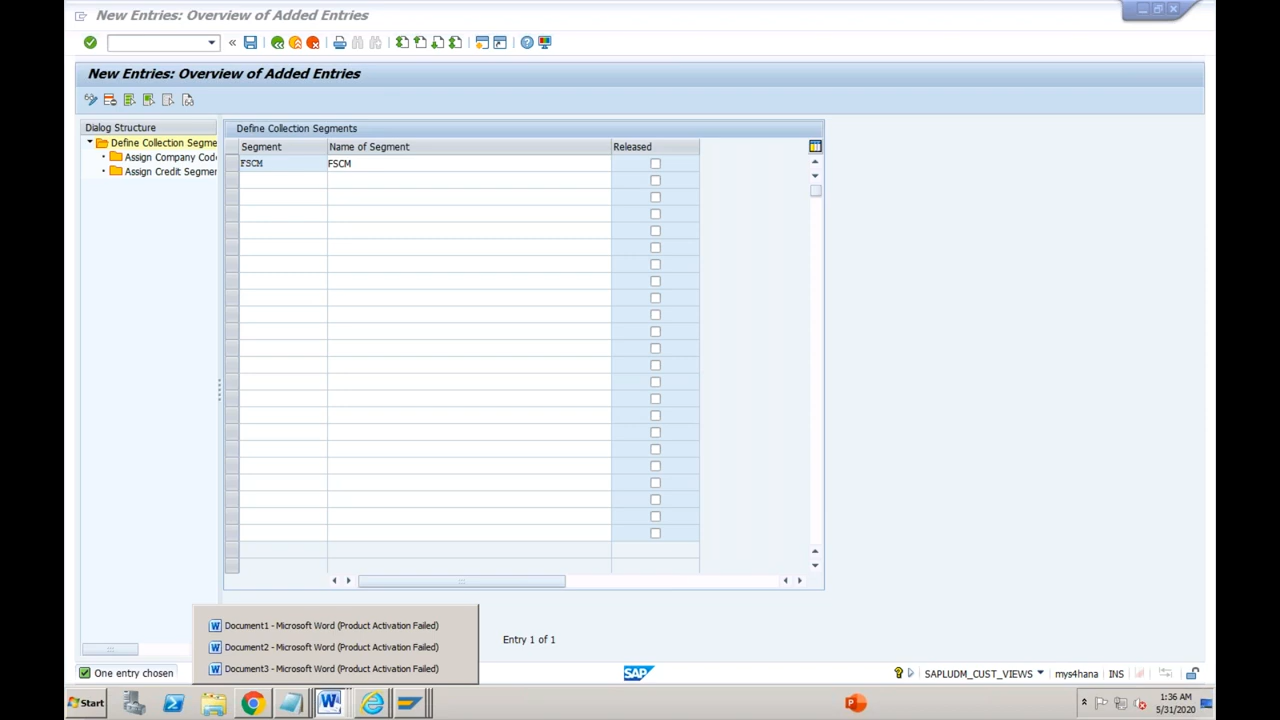 New Entries: Overview of Added Entries
New Entries: Overview of Added Entries
Dialog Structure
Define Collection Segme
Assign Company Cod
Assign Credit Segmer
Define Collection Segments
Segment Name of Segment Released
FSCM FSCM
Document1 - Microsoft Word (Product Activation Failed)
Document2 - Microsoft Word (Product Activation Failed)
Document3 - Microsoft Word (Product Activation Failed)
Entry 1 of 1
One entry chosen
SAP
SAPLUDM_CUST_VIEWS mys4hana INS
Start
1:36 AM
5/31/2020